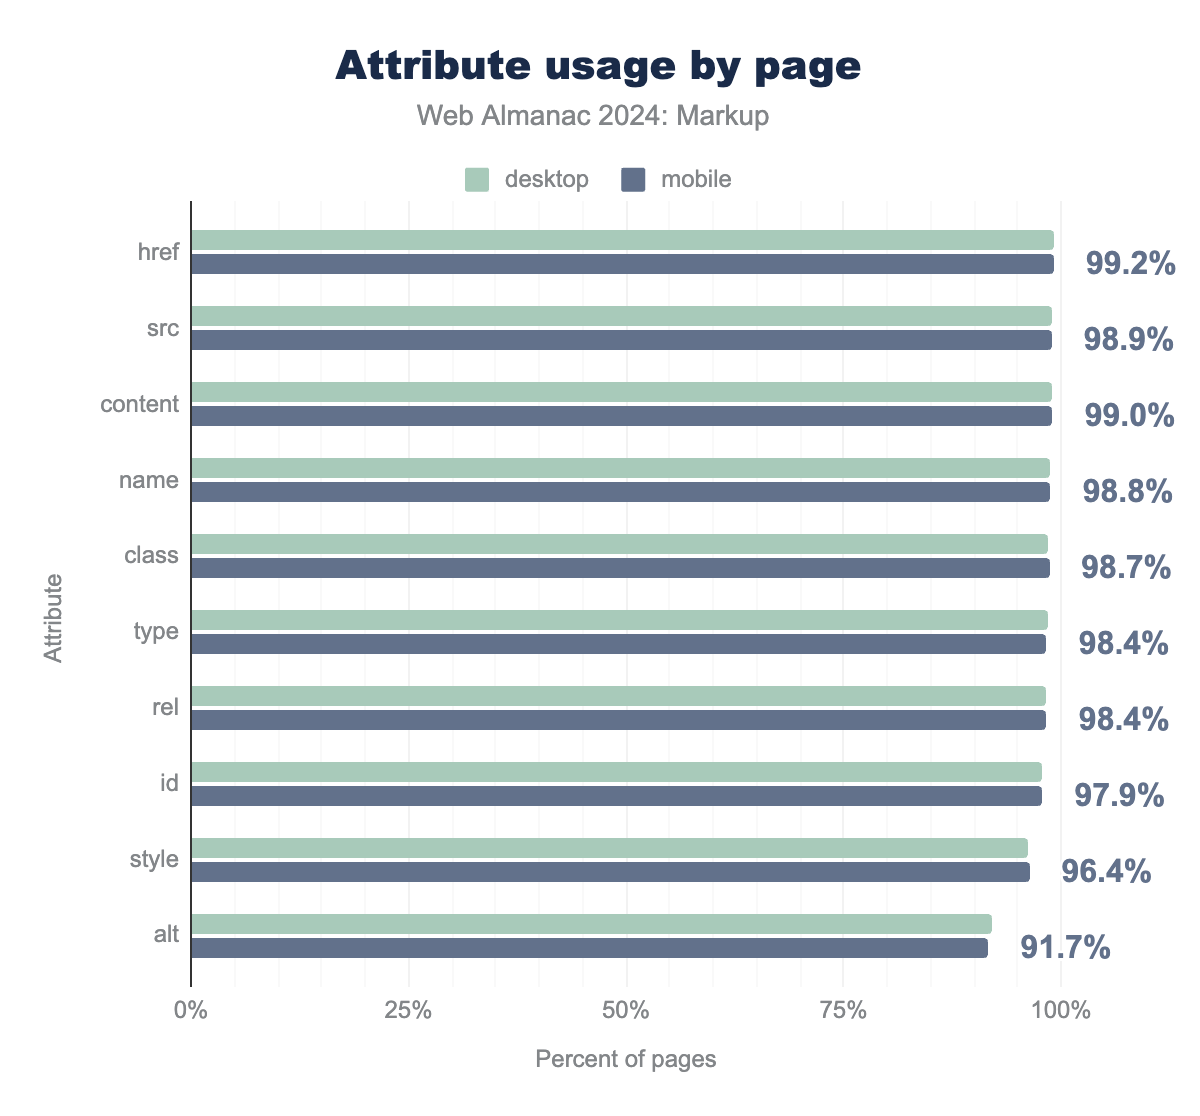 Attribute usage by page
Web Almanac 2024: Markup
desktop mobile
href 99.2%
src 98.9%
content 99.0%
name 98.8%
class 98.7%
type 98.4%
rel 98.4%
id 97.9%
style 96.4%
alt 91.7%
Attribute
0% 25% 50% 75% 100%
Percent of pages